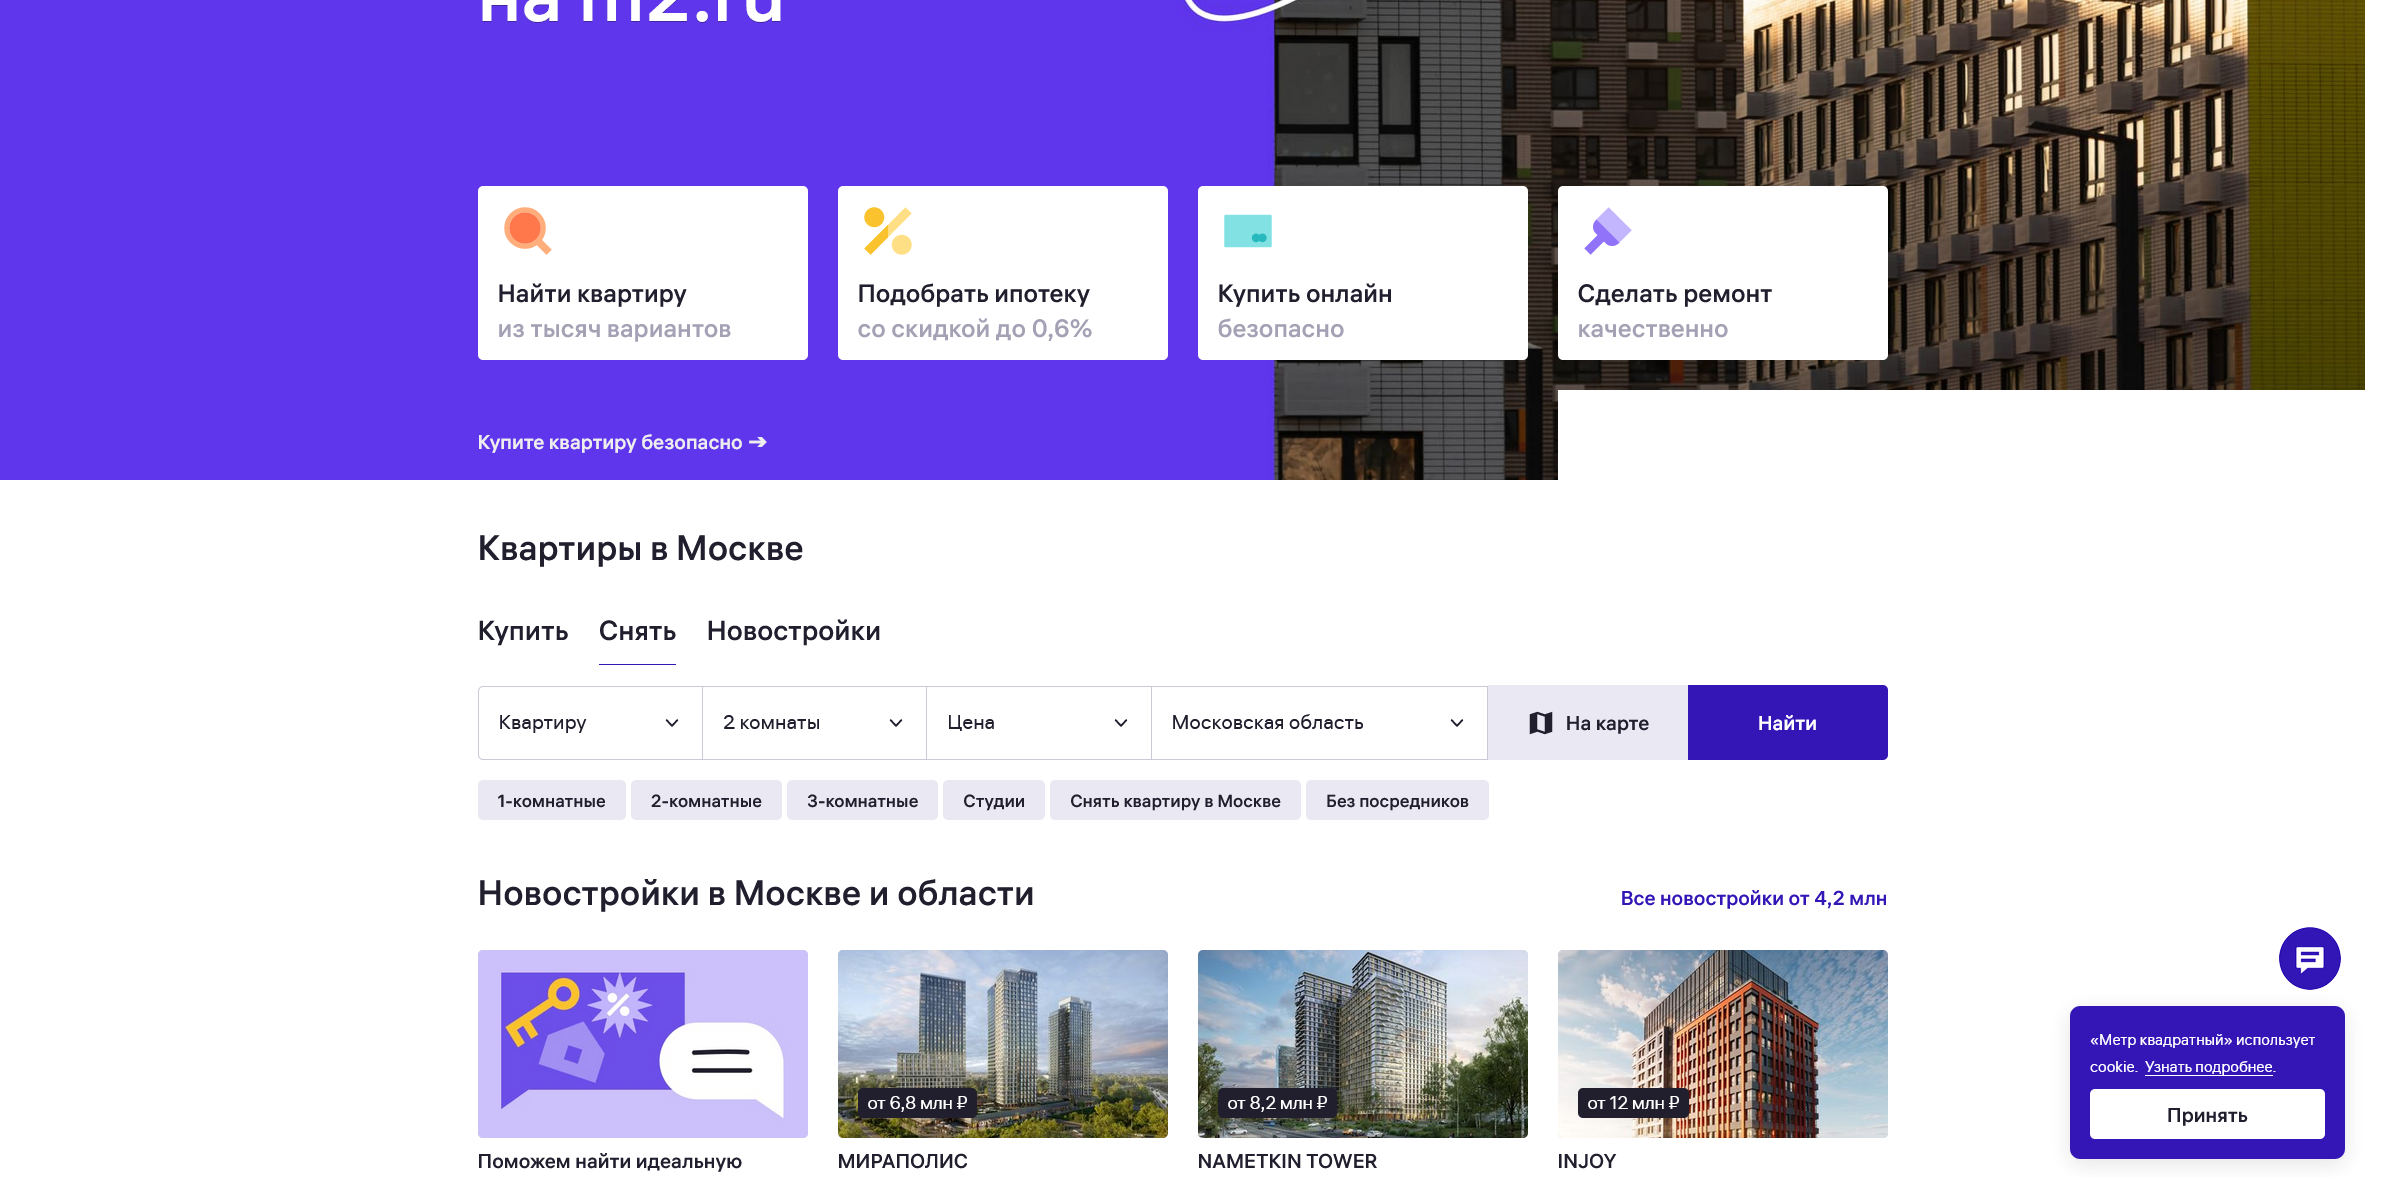 на m2.ru
Найти квартиру
из тысяч вариантов
Подобрать ипотеку
со скидкой до 0,6%
Купить онлайн
безопасно
Сделать ремонт
качественно
Купите квартиру безопасно →
Квартиры в Москве
Купить Снять Новостройки
Квартиру 2 комнаты Цена Московская область На карте Найти
1-комнатные 2-комнатные 3-комнатные Студии Снять квартиру в Москве Без посредников
Новостройки в Москве и области
Все новостройки от 4,2 млн
от 6,8 млн ₽
от 8,2 млн ₽
от 12 млн ₽
Поможем найти идеальную
МИРАПОЛИС
NAMETKIN TOWER
INJOY
«Метр квадратный» использует
cookie. Узнать подробнее.
Принять